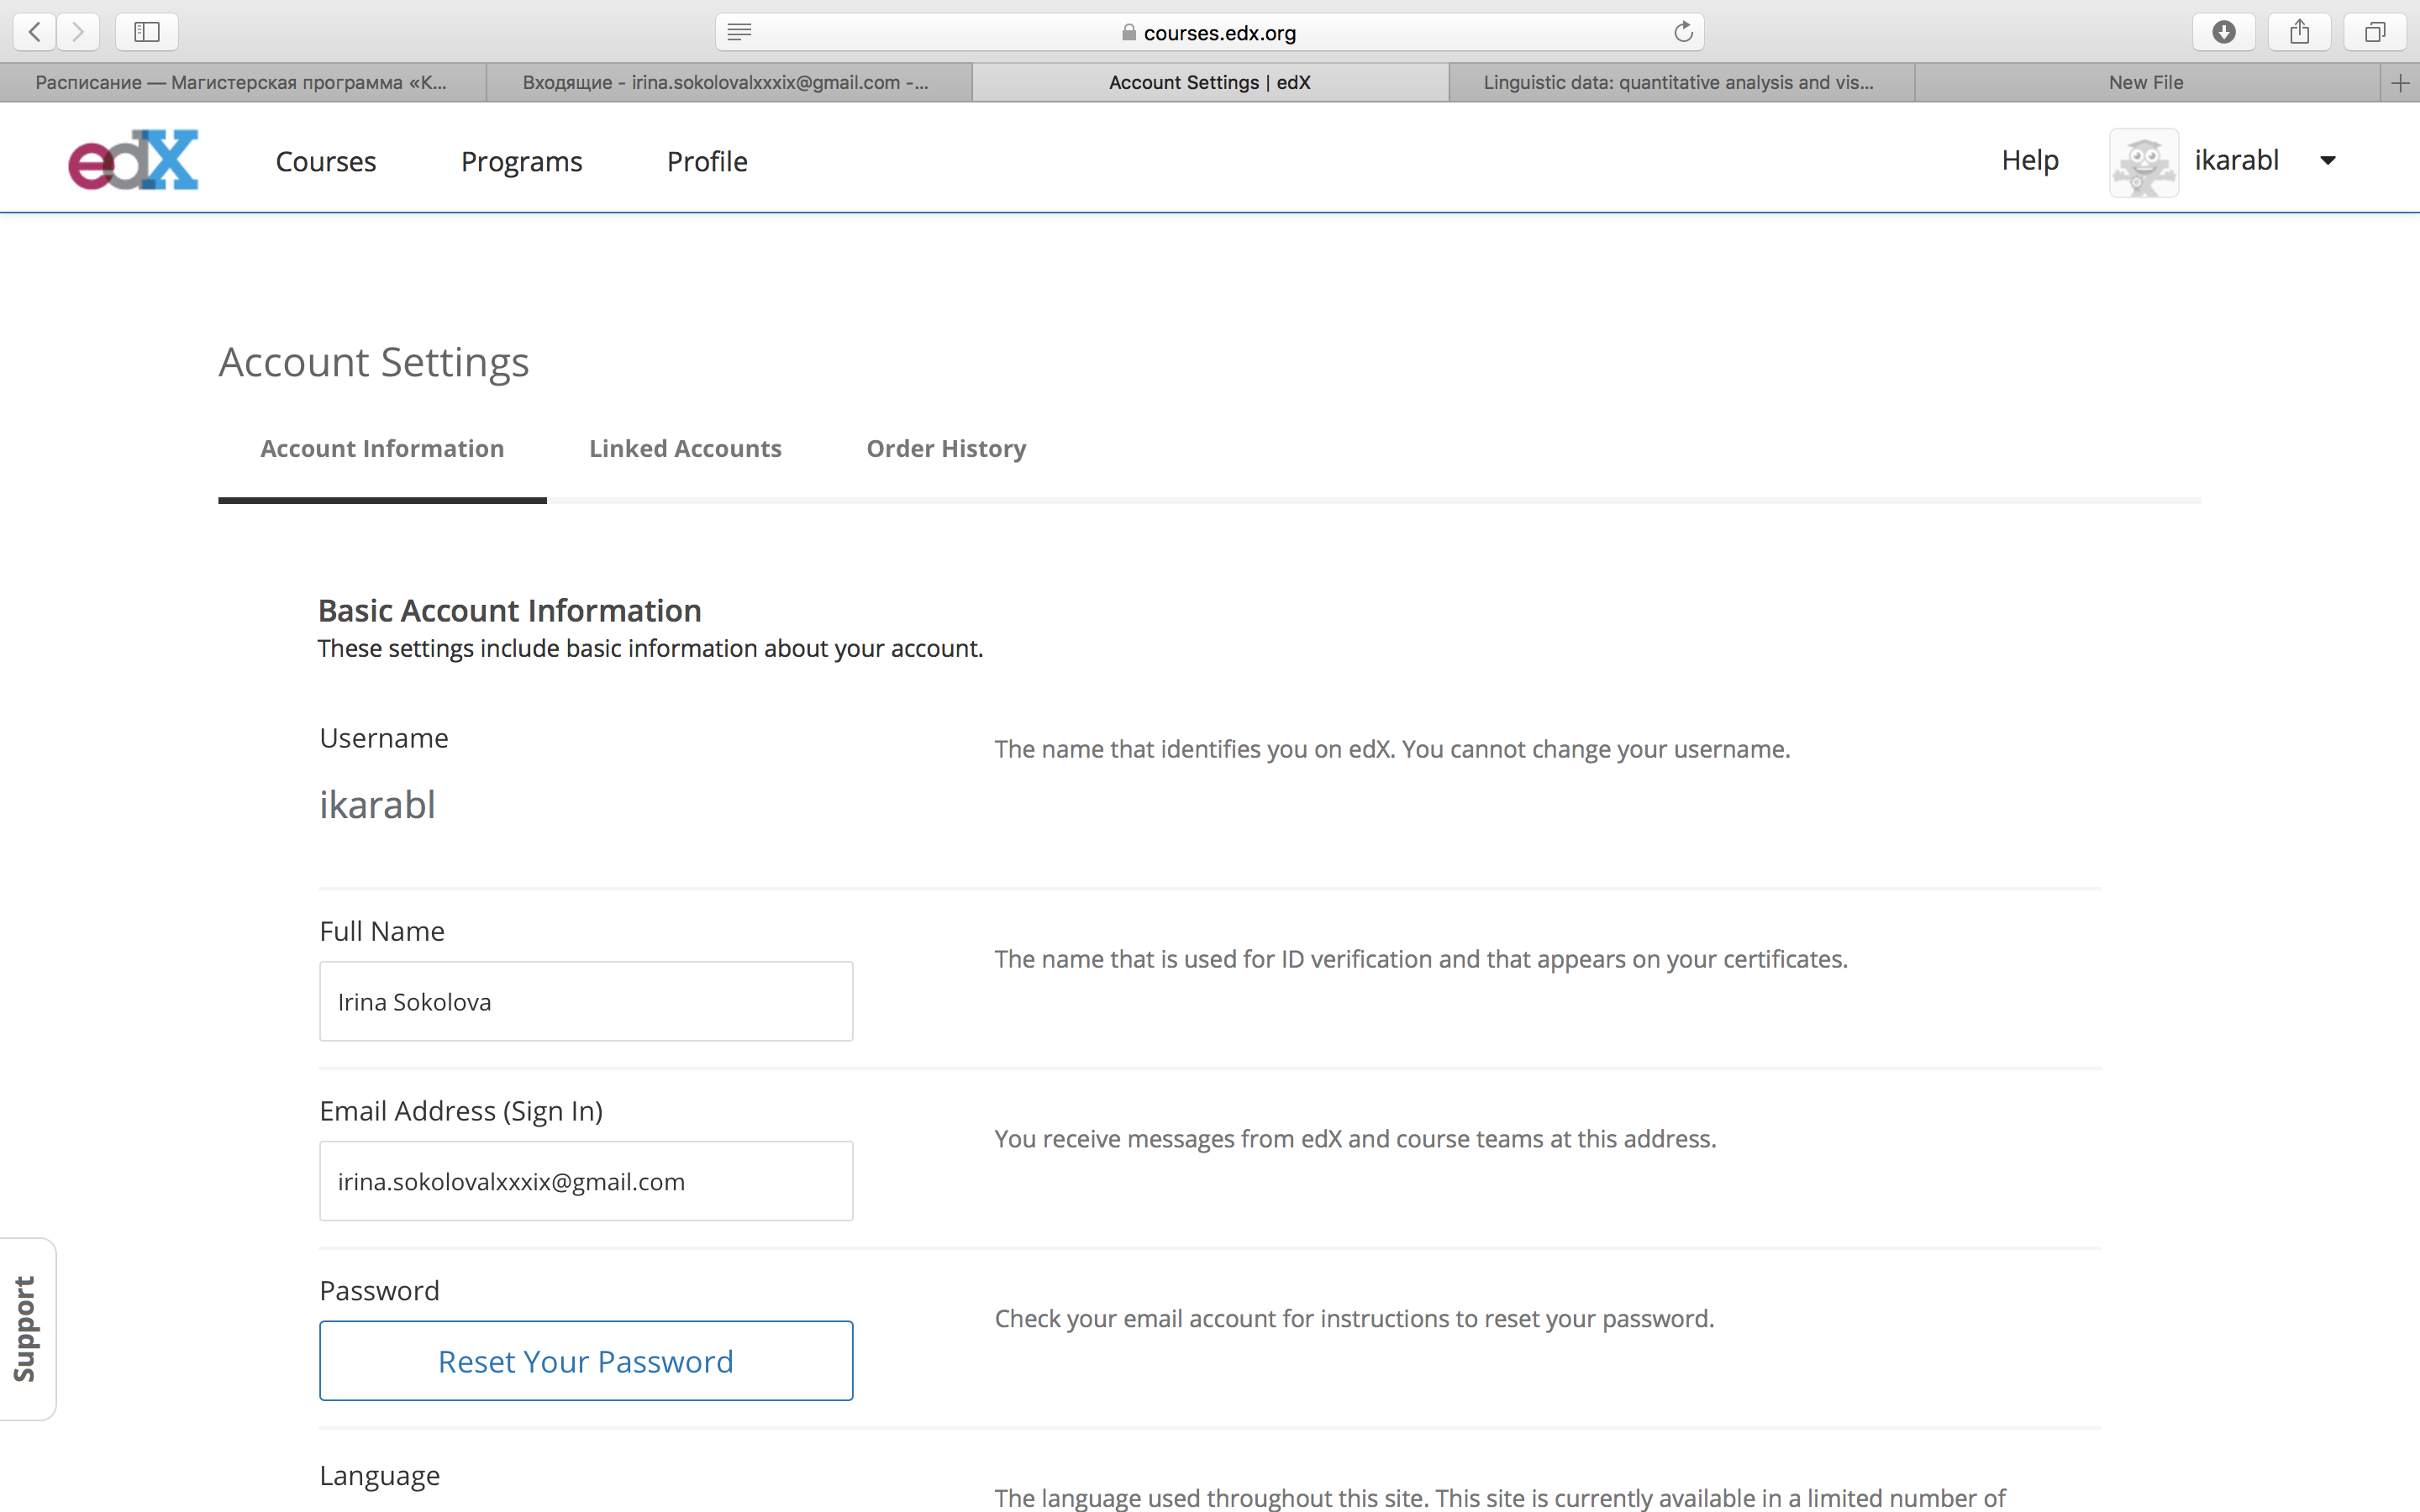 courses.edx.org
Расписание — Магистерская программа «К...
Входящие - irina.sokolovalxxxix@gmail.com -...
Account Settings | edX
Linguistic data: quantitative analysis and vis...
New File
edX
Courses
Programs
Profile
Help
ikarabl
Account Settings
Account Information
Linked Accounts
Order History
Basic Account Information
These settings include basic information about your account.
Username
The name that identifies you on edX. You cannot change your username.
ikarabl
Full Name
The name that is used for ID verification and that appears on your certificates.
Irina Sokolova
Email Address (Sign In)
You receive messages from edX and course teams at this address.
irina.sokolovalxxxix@gmail.com
Password
Check your email account for instructions to reset your password.
Reset Your Password
Support
Language
The language used throughout this site. This site is currently available in a limited number of